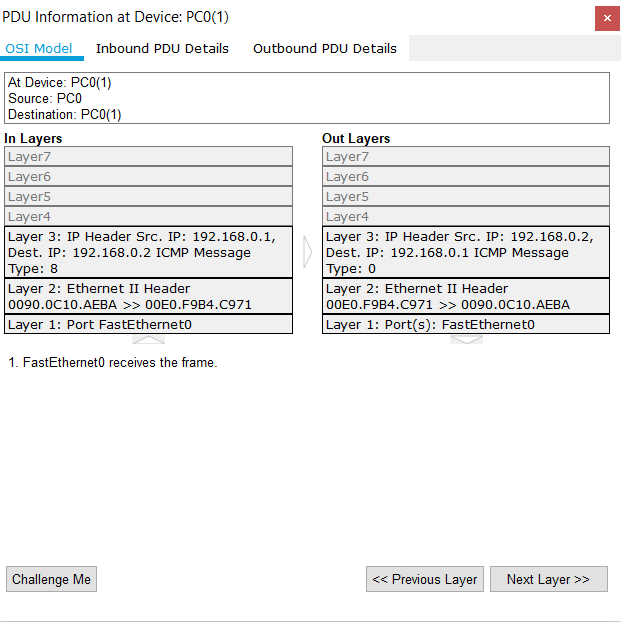 PDU Information at Device: PC0(1)
OSI Model Inbound PDU Details Outbound PDU Details
At Device: PC0(1)
Source: PC0
Destination: PC0(1)
In Layers
Layer7
Layer6
Layer5
Layer4
Layer 3: IP Header Src. IP: 192.168.0.1,
Dest. IP: 192.168.0.2 ICMP Message
Type: 8
Layer 2: Ethernet II Header
0090.0C10.AEBA >> 00E0.F9B4.C971
Layer 1: Port FastEthernet0
Out Layers
Layer7
Layer6
Layer5
Layer4
Layer 3: IP Header Src. IP: 192.168.0.2,
Dest. IP: 192.168.0.1 ICMP Message
Type: 0
Layer 2: Ethernet II Header
00E0.F9B4.C971 >> 0090.0C10.AEBA
Layer 1: Port(s): FastEthernet0
1. FastEthernet0 receives the frame.
Challenge Me
<< Previous Layer
Next Layer >>